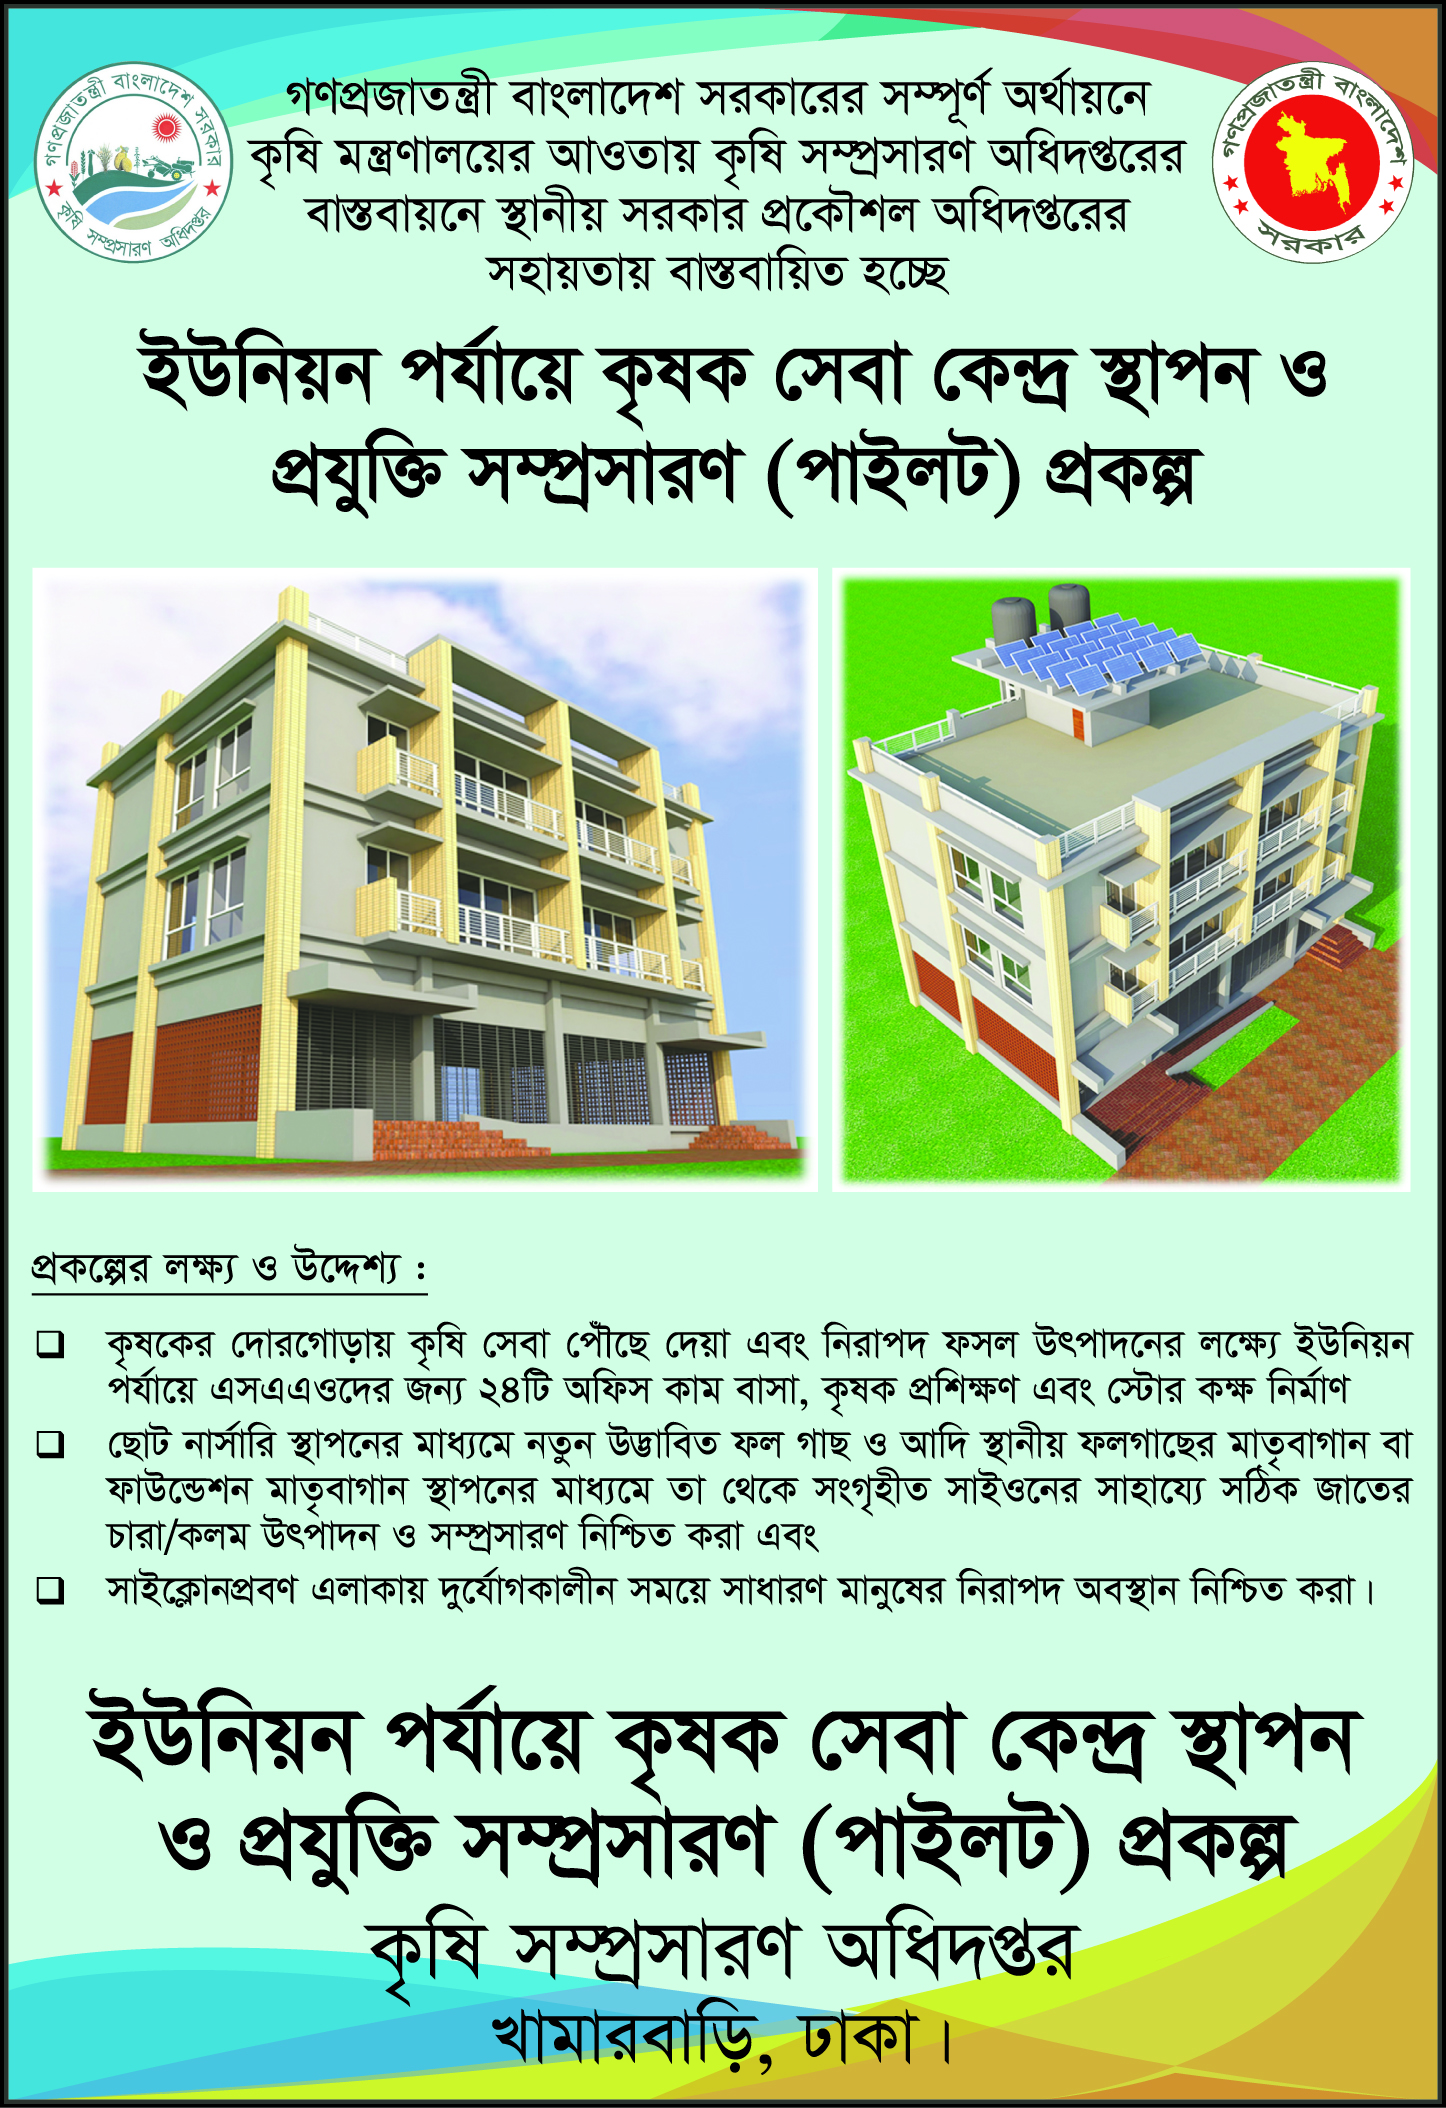 গণপ্রজাতন্ত্রী বাংলাদেশ সরকার
কৃষি সম্প্রসারণ অধিদপ্তর
গণপ্রজাতন্ত্রী বাংলাদেশ
সরকার
গণপ্রজাতন্ত্রী বাংলাদেশ সরকারের সম্পূর্ণ অর্থায়নে
কৃষি মন্ত্রণালয়ের আওতায় কৃষি সম্প্রসারণ অধিদপ্তরের
বাস্তবায়নে স্থানীয় সরকার প্রকৌশল অধিদপ্তরের
সহায়তায় বাস্তবায়িত হচ্ছে
ইউনিয়ন পর্যায়ে কৃষক সেবা কেন্দ্র স্থাপন ও
প্রযুক্তি সম্প্রসারণ (পাইলট) প্রকল্প
প্রকল্পের লক্ষ্য ও উদ্দেশ্য :
কৃষকের দোরগোড়ায় কৃষি সেবা পৌঁছে দেয়া এবং নিরাপদ ফসল উৎপাদনের লক্ষ্যে ইউনিয়ন
পর্যায়ে এসএএওদের জন্য ২৪টি অফিস কাম বাসা, কৃষক প্রশিক্ষণ এবং স্টোর কক্ষ নির্মাণ
ছোট নার্সারি স্থাপনের মাধ্যমে নতুন উদ্ভাবিত ফল গাছ ও আদি স্থানীয় ফলগাছের মাতৃবাগান বা
ফাউন্ডেশন মাতৃবাগান স্থাপনের মাধ্যমে তা থেকে সংগৃহীত সাইওনের সাহায্যে সঠিক জাতের
চারা/কলম উৎপাদন ও সম্প্রসারণ নিশ্চিত করা এবং
সাইক্লোনপ্রবণ এলাকায় দুর্যোগকালীন সময়ে সাধারণ মানুষের নিরাপদ অবস্থান নিশ্চিত করা।
ইউনিয়ন পর্যায়ে কৃষক সেবা কেন্দ্র স্থাপন
ও প্রযুক্তি সম্প্রসারণ (পাইলট) প্রকল্প
কৃষি সম্প্রসারণ অধিদপ্তর
খামারবাড়ি, ঢাকা।